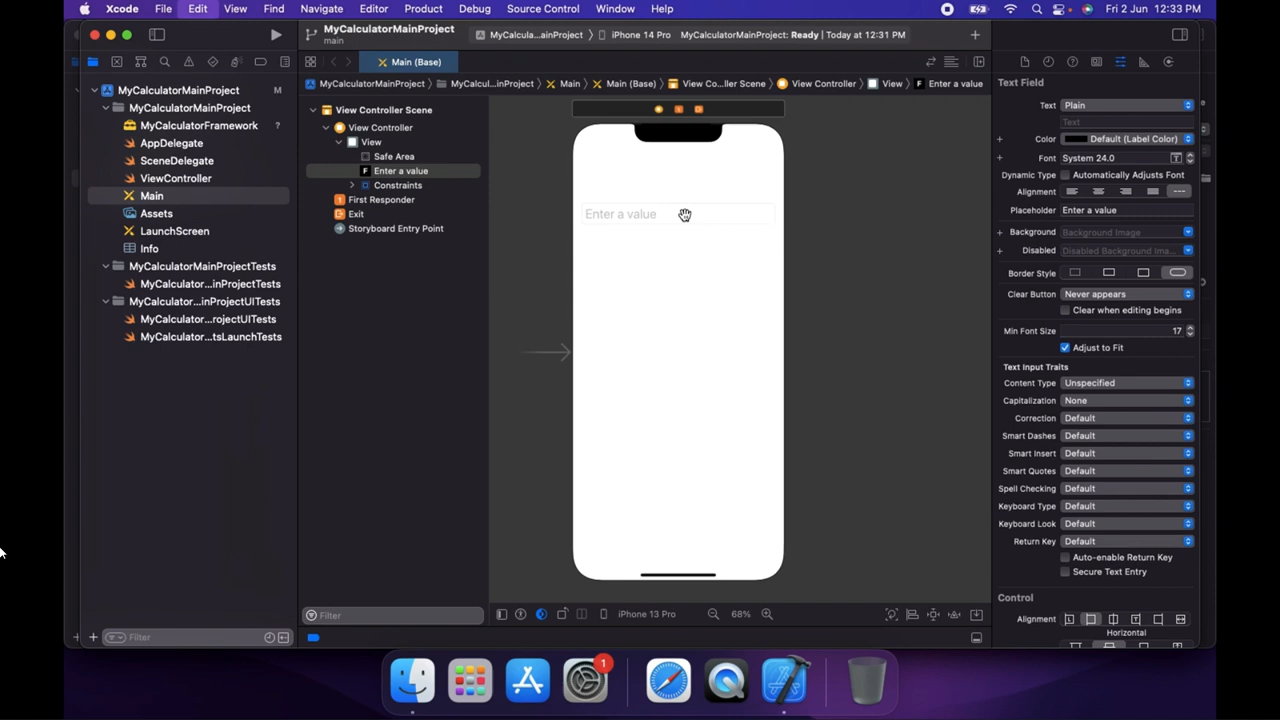 Xcode File Edit View Find Navigate Editor Product Debug Source Control Window Help Fri 2 Jun 12:33 PM
MyCalculatorMainProject
main
MyCalcula...ainProject iPhone 14 Pro MyCalculatorMainProject: Ready | Today at 12:31 PM
Main (Base)
MyCalculatorMainProject MyCalcul...inProject Main Main (Base) View Co...ller Scene View Controller View F Enter a value
MyCalculatorMainProject M
MyCalculatorMainProject
MyCalculatorFramework ?
AppDelegate
SceneDelegate
ViewController
Main
Assets
LaunchScreen
Info
MyCalculatorMainProjectTests
MyCalculator...inProjectTests
MyCalculator...inProjectUITests
MyCalculator...rojectUITests
MyCalculator...tsLaunchTests
Filter
View Controller Scene
View Controller
View
Safe Area
F Enter a value
Constraints
First Responder
Exit
Storyboard Entry Point
Filter
Enter a value
iPhone 13 Pro 68%
Text Field
Text Plain
Text
Color Default (Label Color)
Font System 24.0
Dynamic Type Automatically Adjusts Font
Alignment
Placeholder Enter a value
Background Background Image
Disabled Disabled Background Ima...
Border Style
Clear Button Never appears
Clear when editing begins
Min Font Size 17
Adjust to Fit
Text Input Traits
Content Type Unspecified
Capitalization None
Correction Default
Smart Dashes Default
Smart Insert Default
Smart Quotes Default
Spell Checking Default
Keyboard Type Default
Keyboard Look Default
Return Key Default
Auto-enable Return Key
Secure Text Entry
Control
Alignment
Horizontal
1